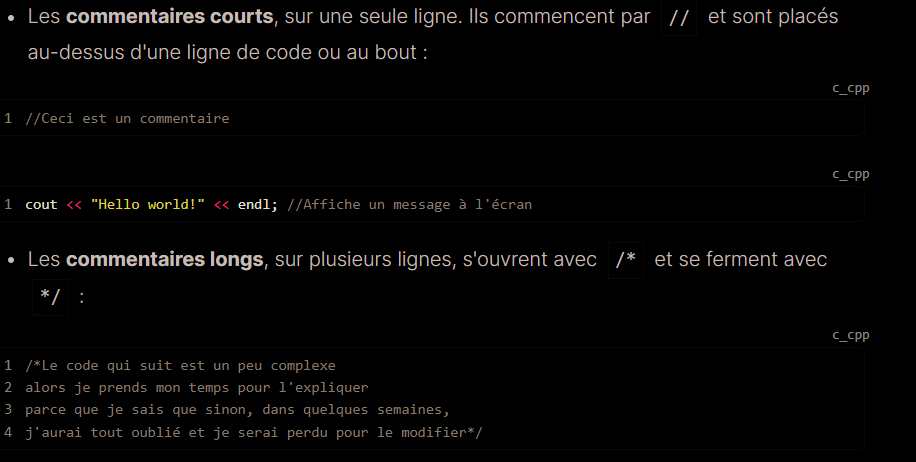 Les commentaires courts, sur une seule ligne. Ils commencent par // et sont placés
au-dessus d'une ligne de code ou au bout :
c_cpp
1 //Ceci est un commentaire
c_cpp
1 cout << "Hello world!" << endl; //Affiche un message à l'écran
Les commentaires longs, sur plusieurs lignes, s'ouvrent avec /* et se ferment avec
*/ :
c_cpp
1 /*Le code qui suit est un peu complexe
2 alors je prends mon temps pour l'expliquer
3 parce que je sais que sinon, dans quelques semaines,
4 j'aurai tout oublié et je serai perdu pour le modifier*/